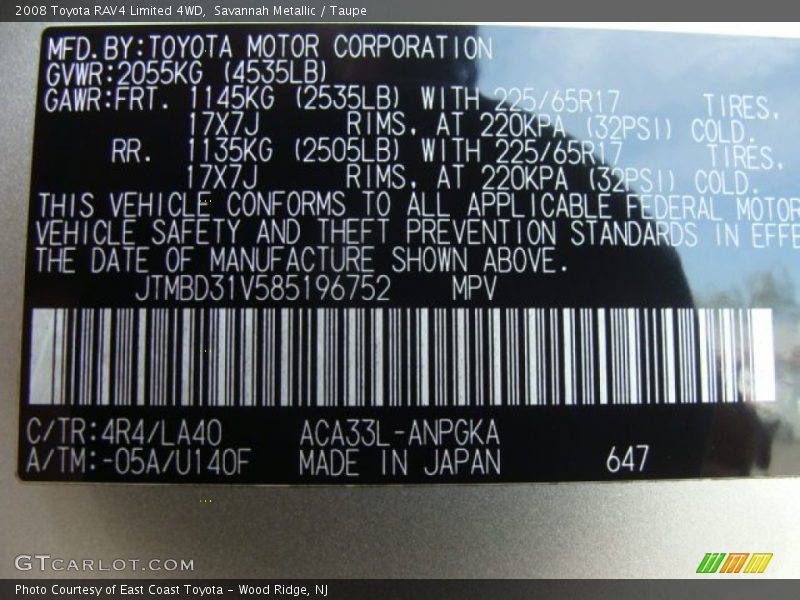 2008 Toyota RAV4 Limited 4WD, Savannah Metallic / Taupe
MFD.BY:TOYOTA MOTOR CORPORATION
GVWR:2055KG (4535LB)
GAWR:FRT. 1145KG (2535LB) WITH 225/65R17 TIRES,
17X7J RIMS, AT 220KPA (32PSI) COLD.
RR. 1135KG (2505LB) WITH 225/65R17 TIRES,
17X7J RIMS, AT 220KPA (32PSI) COLD.
THIS VEHICLE CONFORMS TO ALL APPLICABLE FEDERAL MOTOR
VEHICLE SAFETY AND THEFT PREVENTION STANDARDS IN EFFE
THE DATE OF MANUFACTURE SHOWN ABOVE.
JTMBD31V585196752 MPV
C/TR:4R4/LA40 ACA33L-ANPGKA
A/TM:-05A/U140F MADE IN JAPAN 647
GTCARLOT.COM
Photo Courtesy of East Coast Toyota - Wood Ridge, NJ